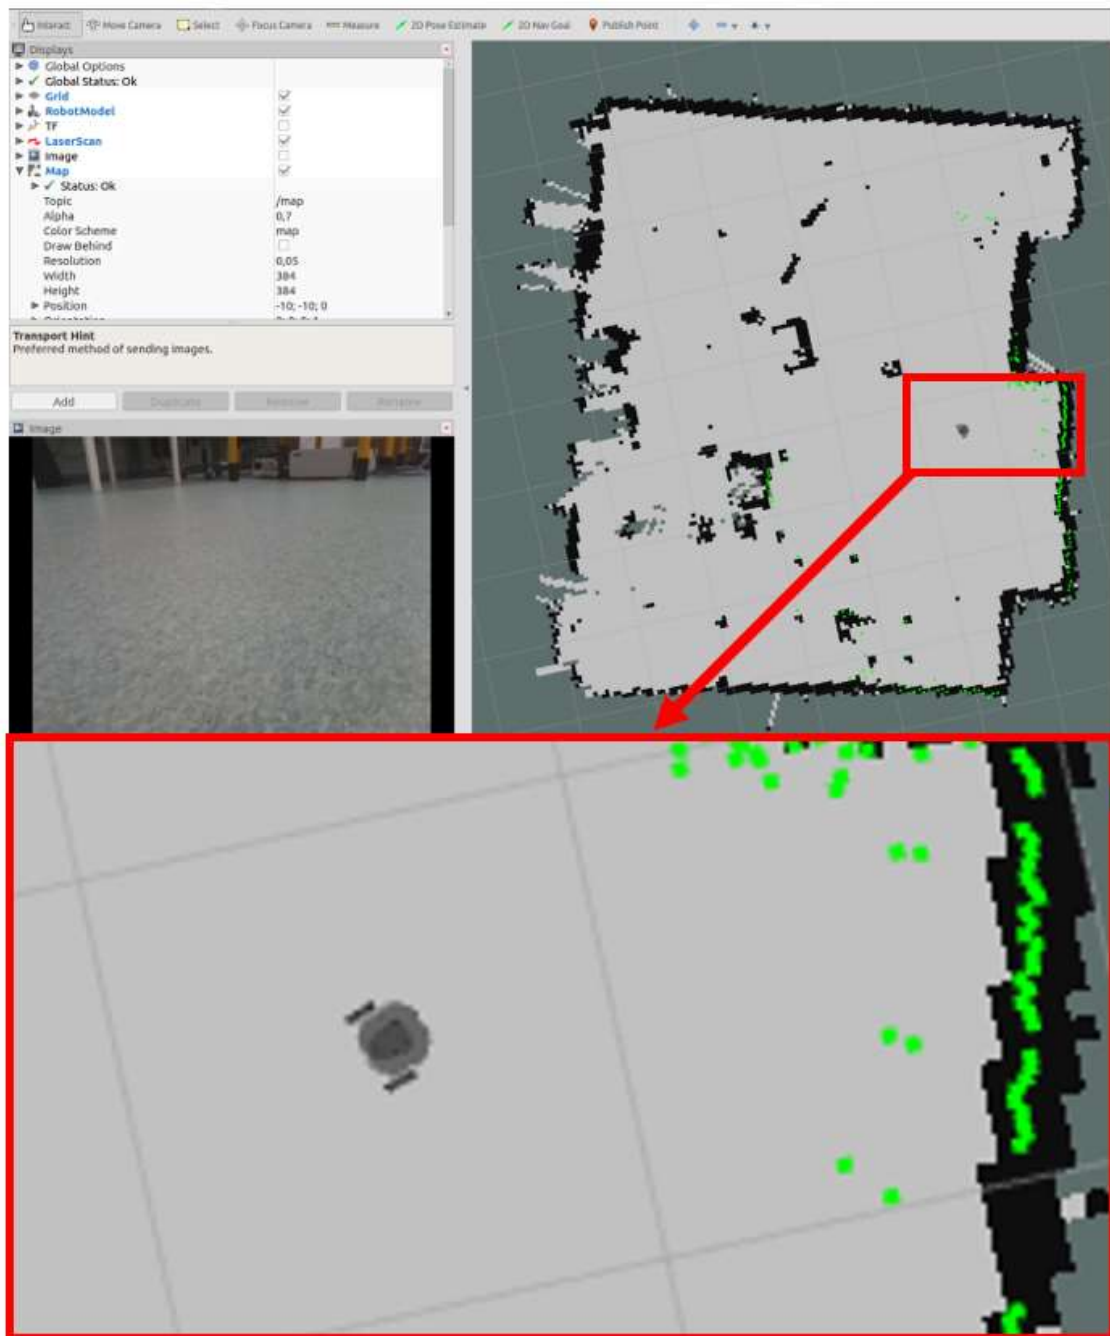 Interact Move Camera Select Focus Camera Measure 2D Pose Estimate 2D Nav Goal Publish Point
Displays
Global Options
Global Status: Ok
Grid
RobotModel
TF
LaserScan
Image
Map
Status: Ok
Topic /map
Alpha 0,7
Color Scheme map
Draw Behind
Resolution 0,05
Width 384
Height 384
Position -10; -10; 0
Transport Hint
Preferred method of sending images.
Add Duplicate Remove Rename
Image